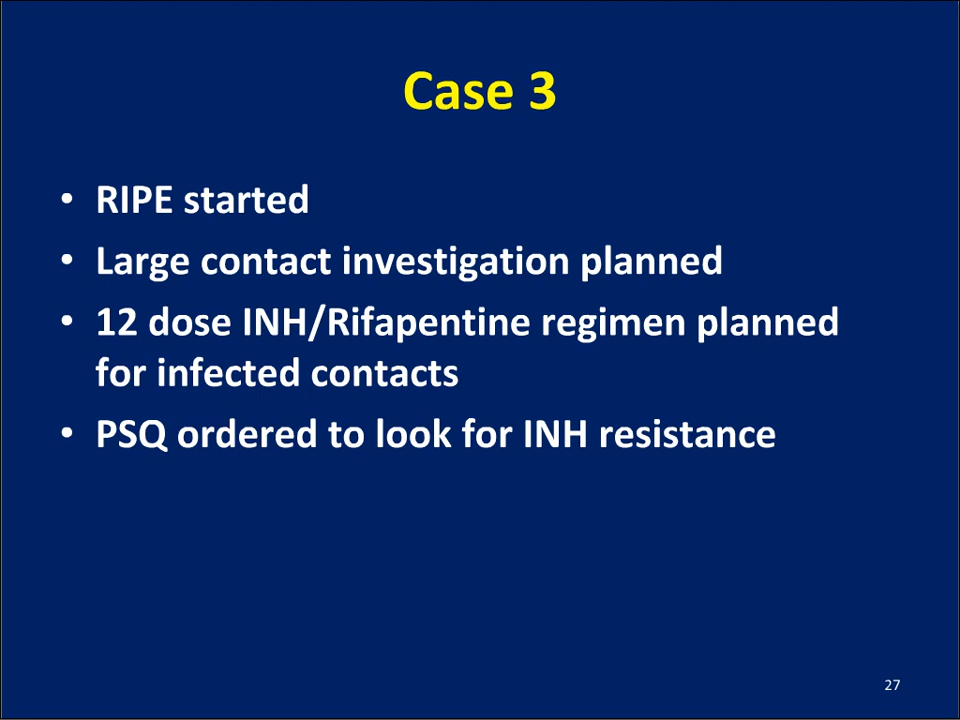 Case 3
• RIPE started
• Large contact investigation planned
• 12 dose INH/Rifapentine regimen planned
for infected contacts
• PSQ ordered to look for INH resistance
27